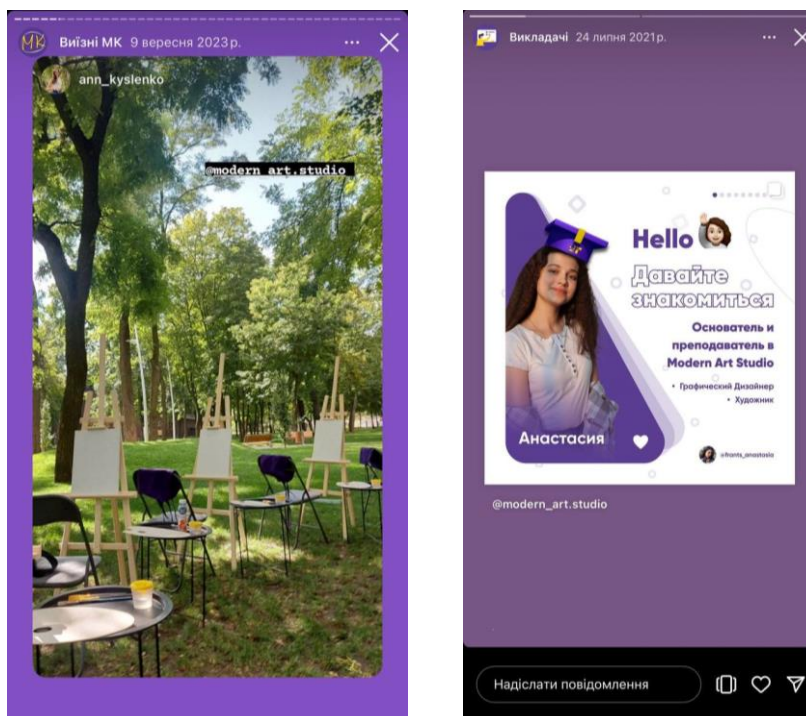 МК Виїзні МК 9 вересня 2023 р.
ann_kyslenko
@modern_art.studio
Викладачі 24 липня 2021 р.
Hello
Давайте
знакомиться
Основатель и
преподаватель в
Modern Art Studio
• Графический Дизайнер
• Художник
Анастасия
@modern_art.studio
Надіслати повідомлення